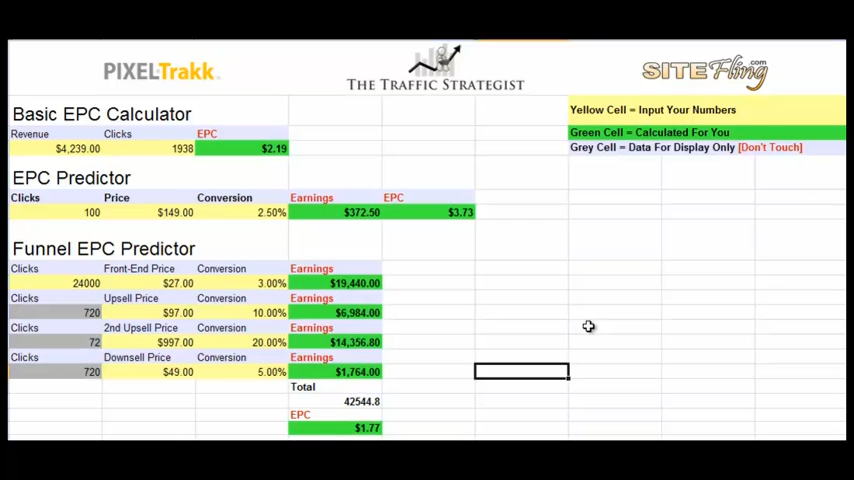 PIXELTrakk THE TRAFFIC STRATEGIST SITEFling.com
Basic EPC Calculator Yellow Cell = Input Your Numbers
Revenue Clicks EPC Green Cell = Calculated For You
$4,239.00 1938 $2.19 Grey Cell = Data For Display Only [Don't Touch]
EPC Predictor
Clicks Price Conversion Earnings EPC
100 $149.00 2.50% $372.50 $3.73
Funnel EPC Predictor
Clicks Front-End Price Conversion Earnings
24000 $27.00 3.00% $19,440.00
Clicks Upsell Price Conversion Earnings
720 $97.00 10.00% $6,984.00
Clicks 2nd Upsell Price Conversion Earnings
72 $997.00 20.00% $14,356.80
Clicks Downsell Price Conversion Earnings
720 $49.00 5.00% $1,764.00
Total
42544.8
EPC
$1.77